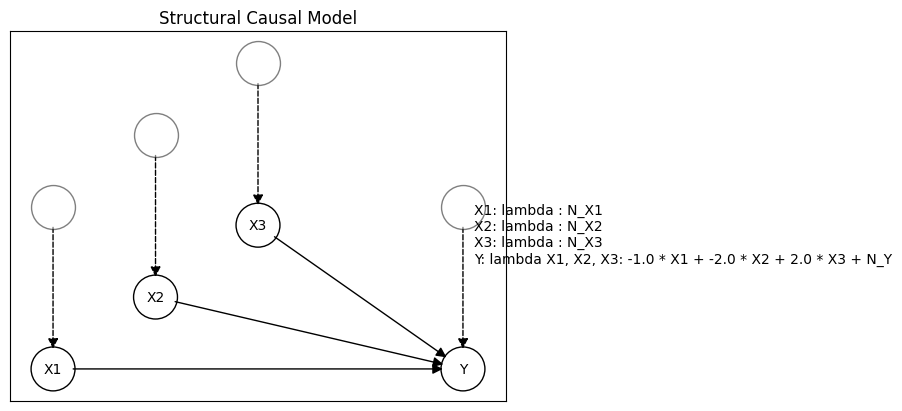 Structural Causal Model
X3
X2
X1
Y
X1: lambda : N_X1
X2: lambda : N_X2
X3: lambda : N_X3
Y: lambda X1, X2, X3: -1.0 * X1 + -2.0 * X2 + 2.0 * X3 + N_Y